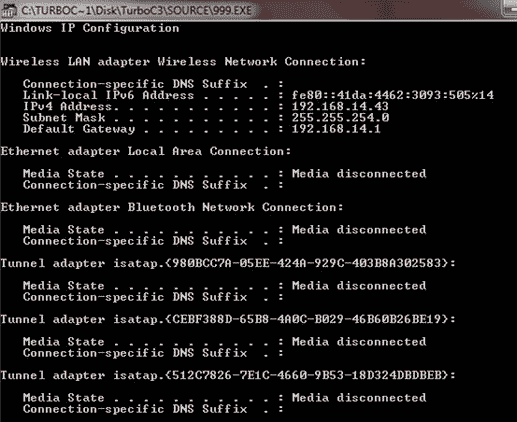 C:\TURBOC~1\Disk\TurboC3\SOURCE\999.EXE
Windows IP Configuration
Wireless LAN adapter Wireless Network Connection:
Connection-specific DNS Suffix . :
Link-local IPv6 Address . . . . . : fe80::41da:4462:3093:505%14
IPv4 Address. . . . . . . . . . . : 192.168.14.43
Subnet Mask . . . . . . . . . . . : 255.255.254.0
Default Gateway . . . . . . . . . : 192.168.14.1
Ethernet adapter Local Area Connection:
Media State . . . . . . . . . . . : Media disconnected
Connection-specific DNS Suffix . :
Ethernet adapter Bluetooth Network Connection:
Media State . . . . . . . . . . . : Media disconnected
Connection-specific DNS Suffix . :
Tunnel adapter isatap.{980BCC7A-05EE-424A-929C-403B8A302583}:
Media State . . . . . . . . . . . : Media disconnected
Connection-specific DNS Suffix . :
Tunnel adapter isatap.{CEBF388D-65B8-4A0C-B029-46B60B26BE19}:
Media State . . . . . . . . . . . : Media disconnected
Connection-specific DNS Suffix . :
Tunnel adapter isatap.{512C7826-7E1C-4660-9B53-18D324DBDBEB}:
Media State . . . . . . . . . . . : Media disconnected
Connection-specific DNS Suffix . :